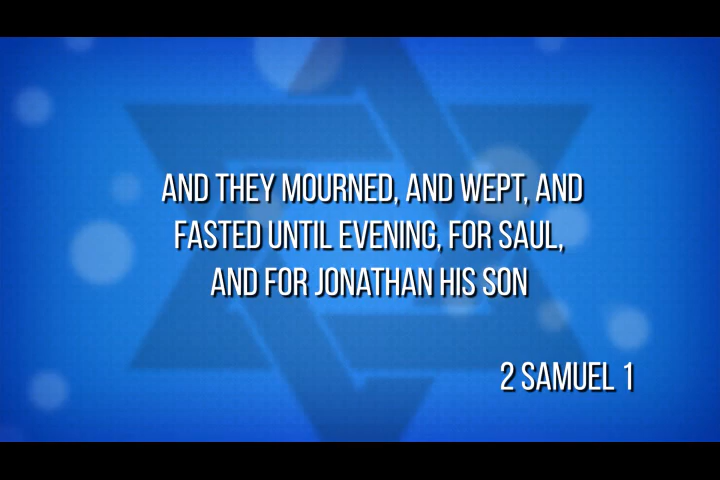 AND THEY MOURNED, AND WEPT, AND
FASTED UNTIL EVENING, FOR SAUL,
AND FOR JONATHAN HIS SON
2 SAMUEL 1